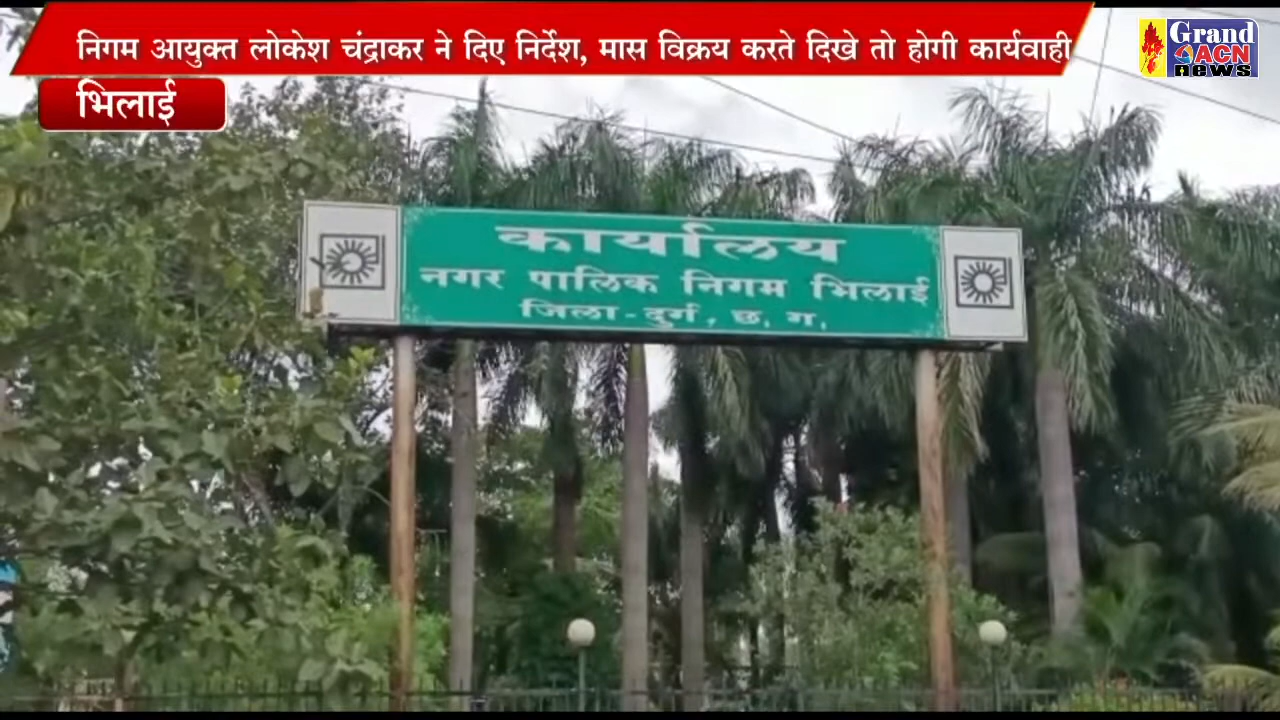 निगम आयुक्त लोकेश चंद्राकर ने दिए निर्देश, मास विक्रय करते दिखे तो होगी कार्यवाही
Grand
ACN
news
भिलाई
कार्यालय
नगर पालिक निगम भिलाई
जिला - दुर्ग, छ. ग.